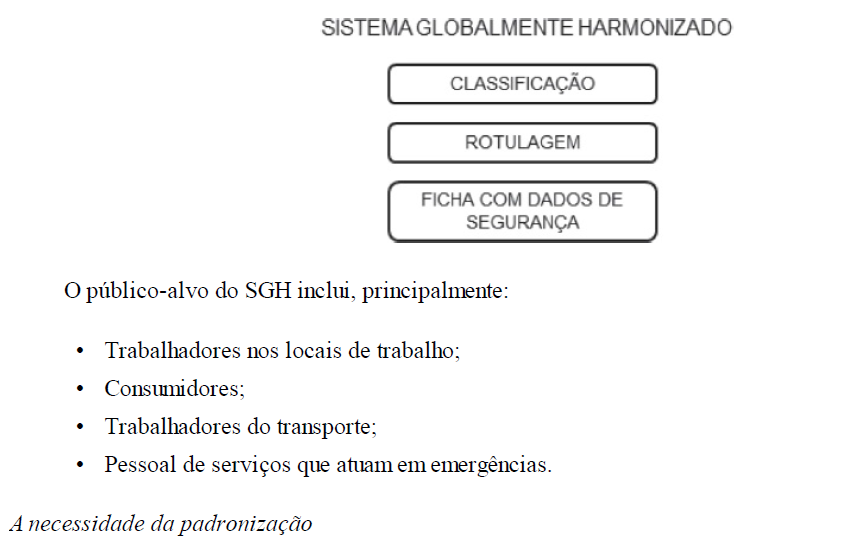 SISTEMA GLOBALMENTE HARMONIZADO
CLASSIFICAÇÃO
ROTULAGEM
FICHA COM DADOS DE
SEGURANÇA
O público-alvo do SGH inclui, principalmente:
• Trabalhadores nos locais de trabalho;
• Consumidores;
• Trabalhadores do transporte;
• Pessoal de serviços que atuam em emergências.
A necessidade da padronização